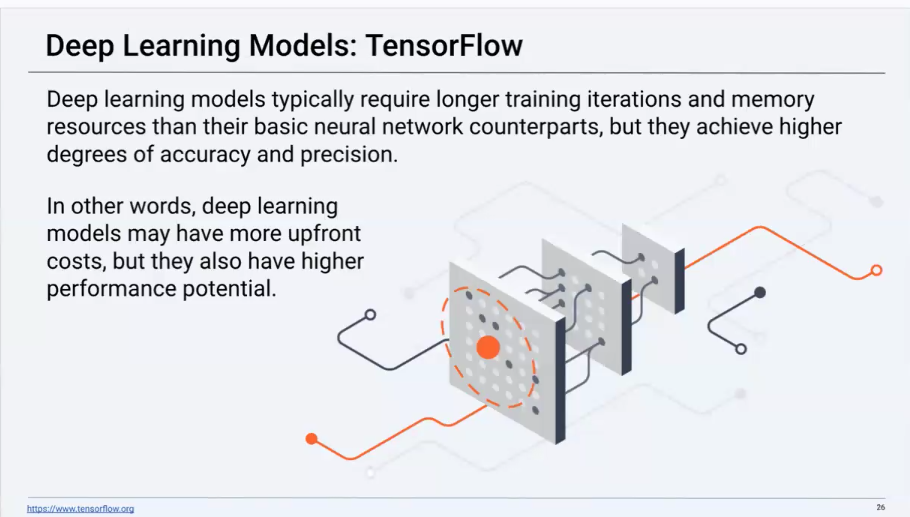 Deep Learning Models: TensorFlow
Deep learning models typically require longer training iterations and memory
resources than their basic neural network counterparts, but they achieve higher
degrees of accuracy and precision.
In other words, deep learning
models may have more upfront
costs, but they also have higher
performance potential.
https://www.tensorflow.org
26